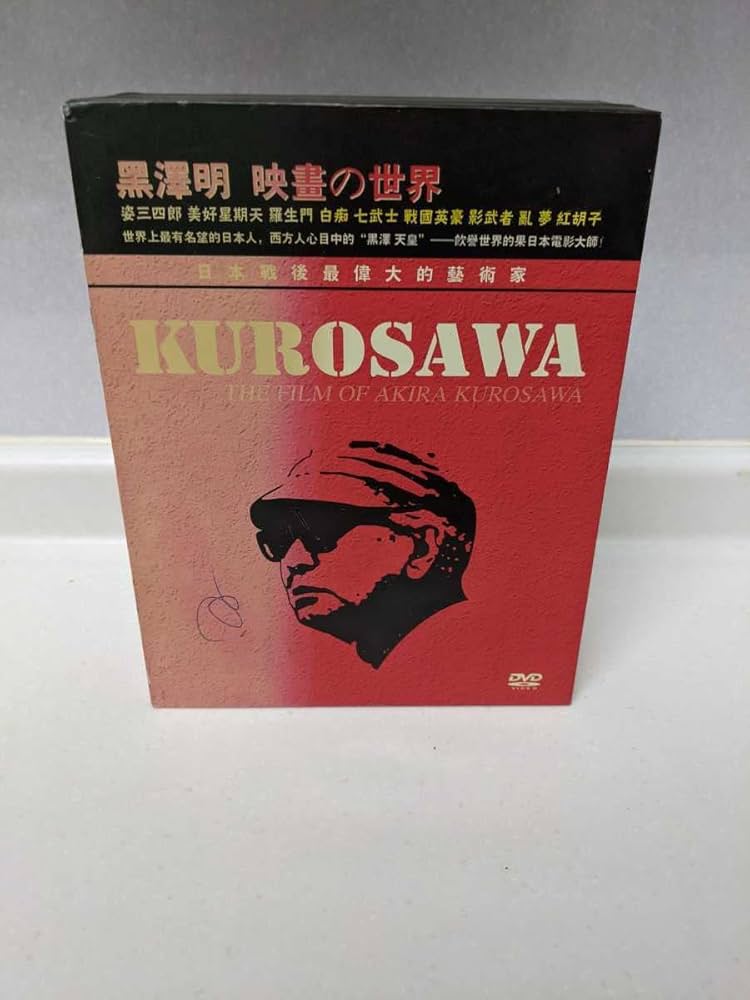 黑澤明 映畫の世界
姿三四郎 美好星期天 羅生門 白痴 七武士 戰國英豪 影武者 亂 夢 紅胡子
世界上最有名望的日本人，西方人心目中的“黑澤 天皇”——飲譽世界的果日本電影大師！
日本戰後最偉大的藝術家
KUROSAWA
THE FILM OF AKIRA KUROSAWA
DVD
VIDEO